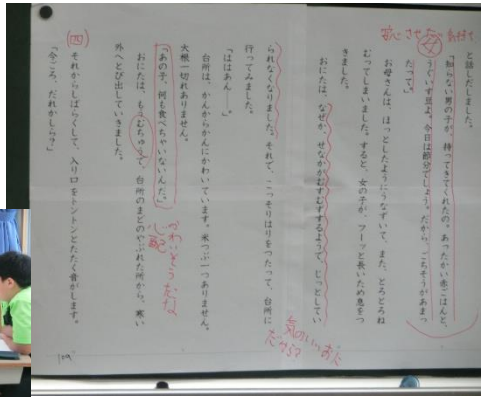 と話しだしました。
「知らない男の子が、持ってきてくれたの。あったかい赤ごはんと、
うぐいす豆よ。今日は節分でしょう。だから、ごちそうがあまっ
たって。」
お母さんは、ほっとしたようにうなずいて、また、とろとろね
むってしまいました。すると、女の子が、フーッと長いため息をつ
きました。
おにたは、なぜか、せなかがむずむずするようで、じっとしてい
られなくなりました。それで、こっそりはりをつたって、台所に
行ってみました。
「ははあん――。」
台所は、かんからかんにかわいています。米つぶ一つありません。
大根一切れありません。
「あの子、何も食べちゃいないんだ。」
おにたは、もうむちゅうで、台所のまどのやぶれた所から、寒い
外へとび出していきました。
(四)
それからしばらくして、入り口をトントンとたたく音がします。
「今ごろ、だれかしら?」
気のいいおに
だから?
かわいそうだな
心配